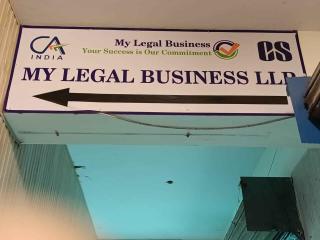 CA
INDIA
My Legal Business
Your Success is Our Commitment
CS
MY LEGAL BUSINESS LLP